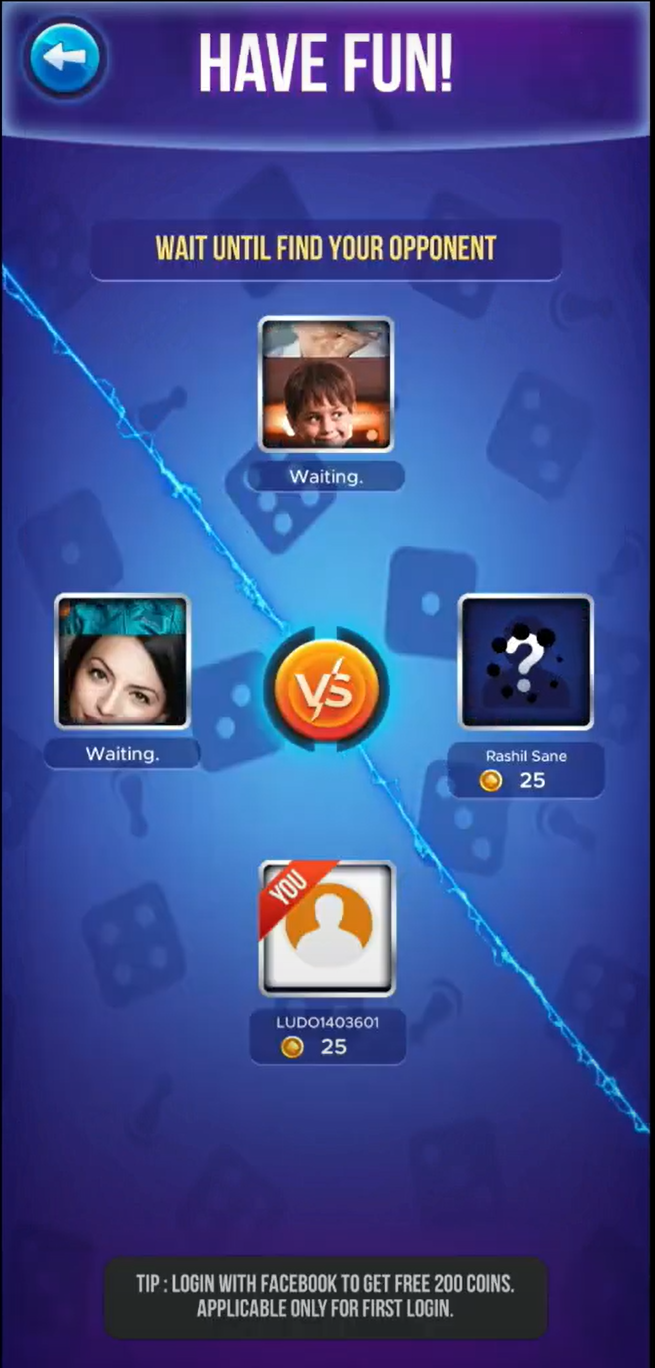 HAVE FUN!
WAIT UNTIL FIND YOUR OPPONENT
Waiting.
VS
Waiting.
?
Rashil Sane
25
YOU
LUDO1403601
25
TIP : LOGIN WITH FACEBOOK TO GET FREE 200 COINS.
APPLICABLE ONLY FOR FIRST LOGIN.